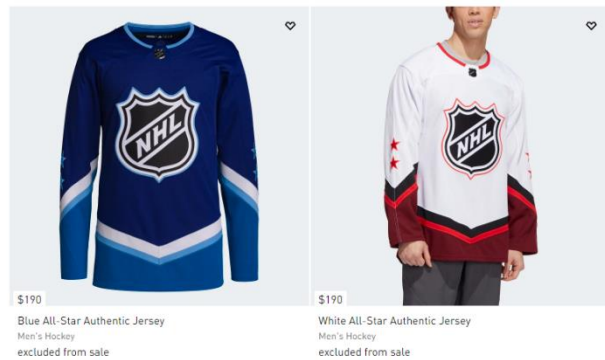 NHL
$190
Blue All-Star Authentic Jersey
Men's Hockey
excluded from sale
NHL
$190
White All-Star Authentic Jersey
Men's Hockey
excluded from sale